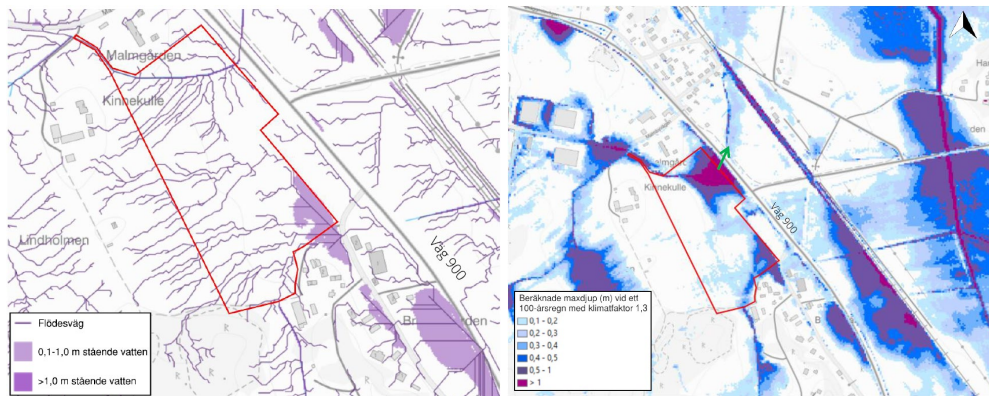 Malmgården
Kinnekulle
Lindholmen
Väg 900
Flödesväg
0,1-1,0 m stående vatten
>1,0 m stående vatten
Kinnekulle
Väg 900
Beräknade maxdjup (m) vid ett
100-årsregn med klimatfaktor 1,3
0,1 - 0,2
0,2 - 0,3
0,3 - 0,4
0,4 - 0,5
0,5 - 1
> 1